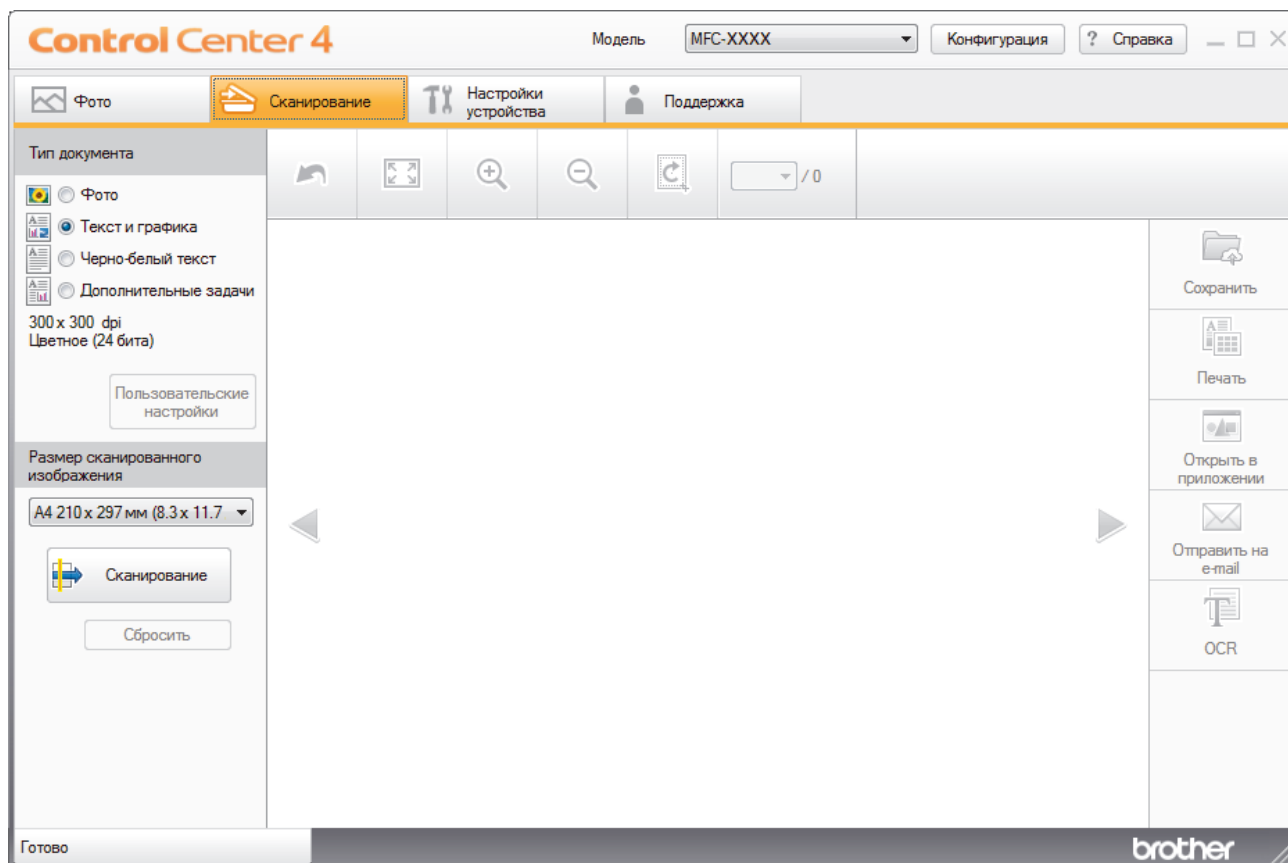 Control Center 4
Модель
MFC-XXXX
Конфигурация
? Справка
Фото
Сканирование
Настройки
устройства
Поддержка
Тип документа
/ 0
Фото
Текст и графика
Черно-белый текст
Дополнительные задачи
300 x 300 dpi
Цветное (24 бита)
Пользовательские
настройки
Размер сканированного
изображения
A4 210 x 297 мм (8.3 x 11.7
Сканирование
Сбросить
Сохранить
Печать
Открыть в
приложении
Отправить на
e-mail
OCR
Готово
brother